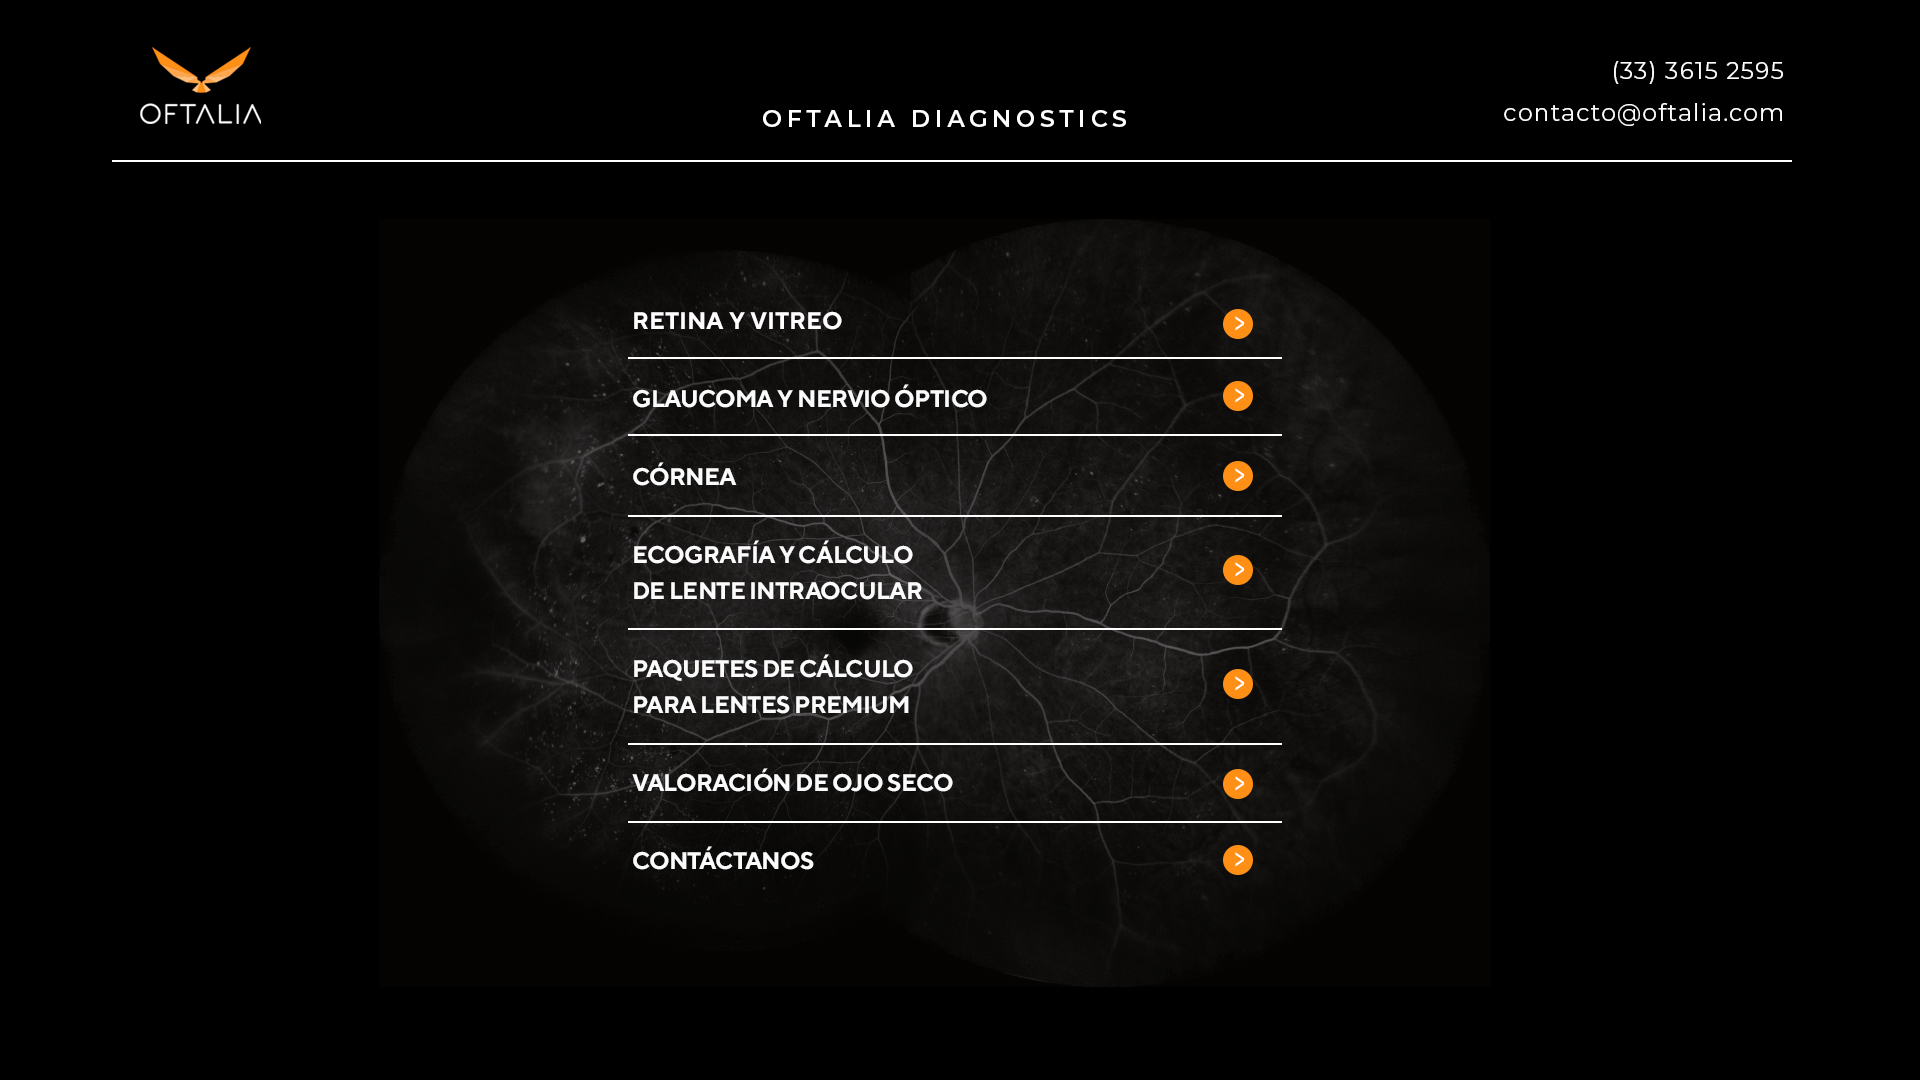 OFTALIA
OFTALIA DIAGNOSTICS
(33) 3615 2595
contacto@oftalia.com
RETINA Y VITREO
GLAUCOMA Y NERVIO ÓPTICO
CÓRNEA
ECOGRAFÍA Y CÁLCULO
DE LENTE INTRAOCULAR
PAQUETES DE CÁLCULO
PARA LENTES PREMIUM
VALORACIÓN DE OJO SECO
CONTÁCTANOS